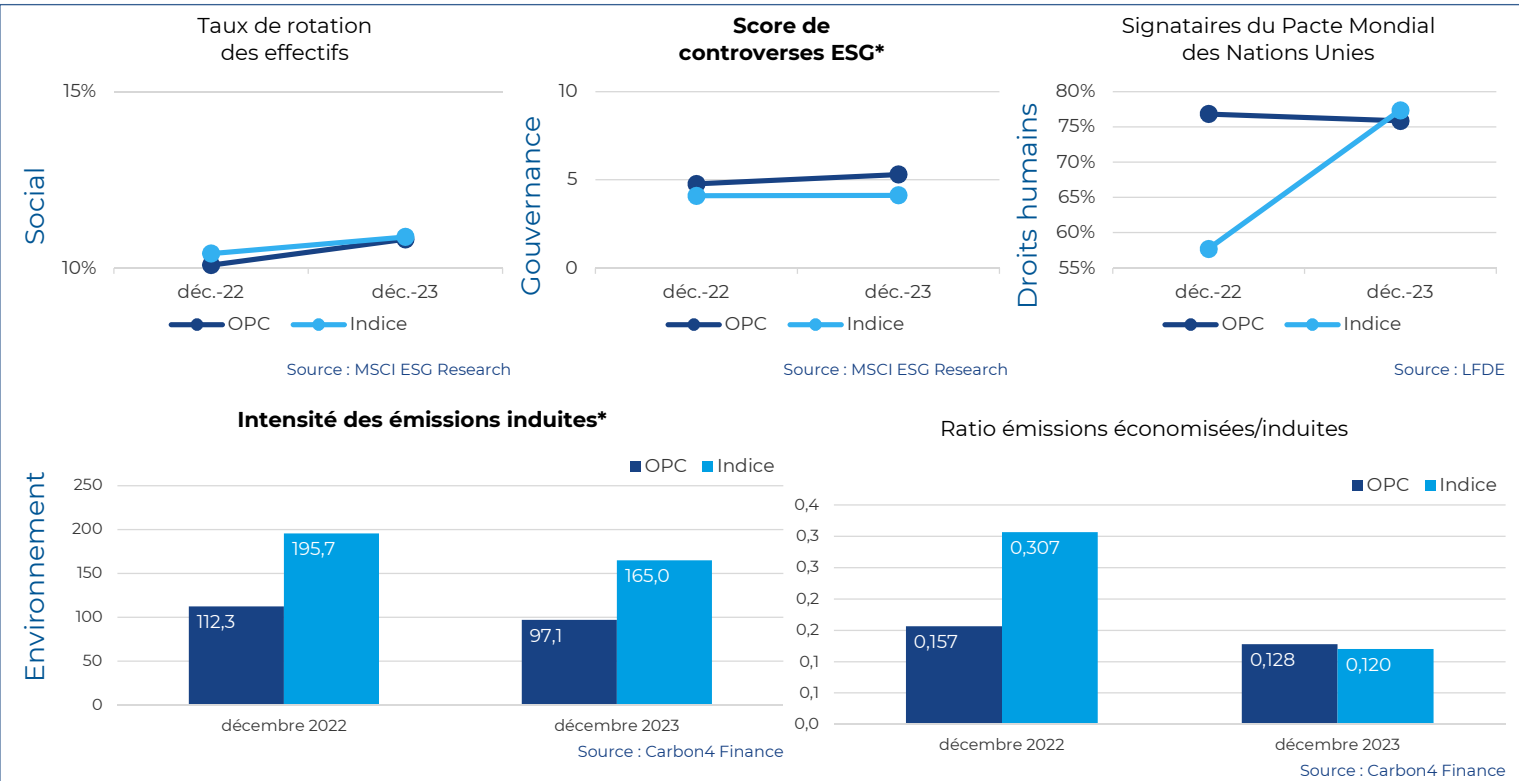 Taux de rotation
des effectifs
Social
15%
10%
déc.-22 déc.-23
OPC Indice
Source : MSCI ESG Research
Score de
controverses ESG*
Gouvernance
10
5
0
déc.-22 déc.-23
OPC Indice
Source : MSCI ESG Research
Signataires du Pacte Mondial
des Nations Unies
Droits humains
80%
75%
70%
65%
60%
55%
déc.-22 déc.-23
OPC Indice
Source : LFDE
Intensité des émissions induites*
Environnement
OPC Indice
250
200
150
100
50
0
112,3
195,7
97,1
165,0
décembre 2022 décembre 2023
Source : Carbon4 Finance
Ratio émissions économisées/induites
OPC Indice
0,4
0,3
0,3
0,2
0,2
0,1
0,1
0,0
0,157
0,307
0,128
0,120
décembre 2022 décembre 2023
Source : Carbon4 Finance